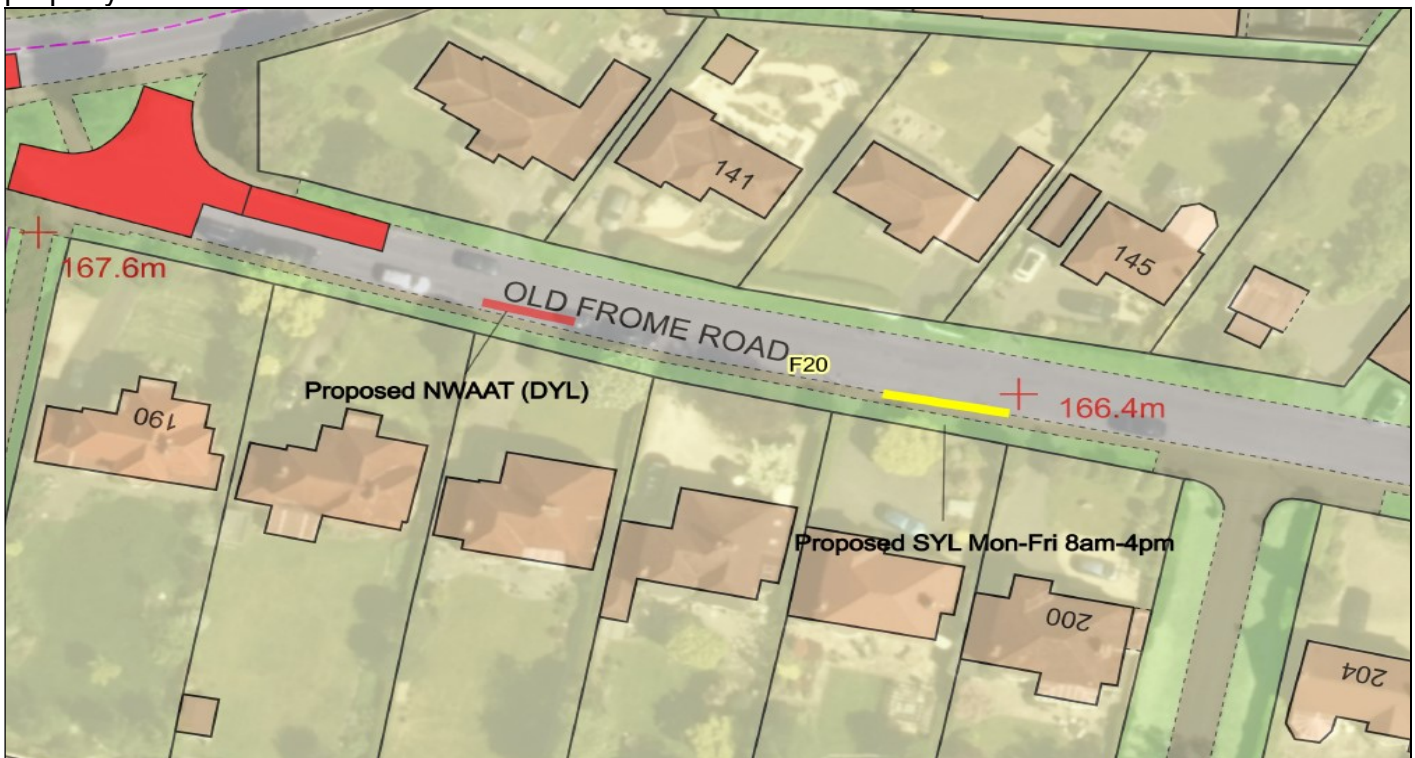 141
145
167.6m
OLD FROME ROAD
F20
Proposed NWAAT (DYL)
166.4m
190
Proposed SYL Mon-Fri 8am-4pm
200
204